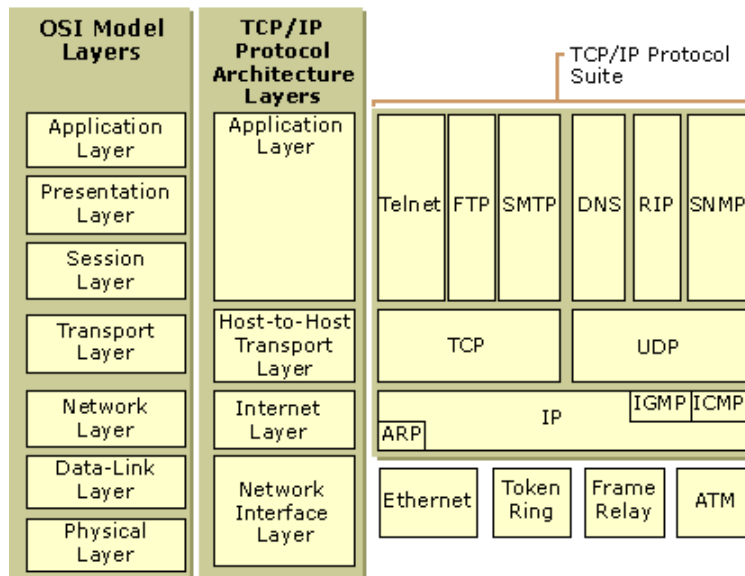 OSI Model
Layers
Application
Layer
Presentation
Layer
Session
Layer
Transport
Layer
Network
Layer
Data-Link
Layer
Physical
Layer
TCP/IP
Protocol
Architecture
Layers
Application
Layer
Host-to-Host
Transport
Layer
Internet
Layer
Network
Interface
Layer
TCP/IP Protocol
Suite
Telnet
FTP
SMTP
DNS
RIP
SNMP
TCP
UDP
IP
IGMP
ICMP
ARP
Ethernet
Token
Ring
Frame
Relay
ATM